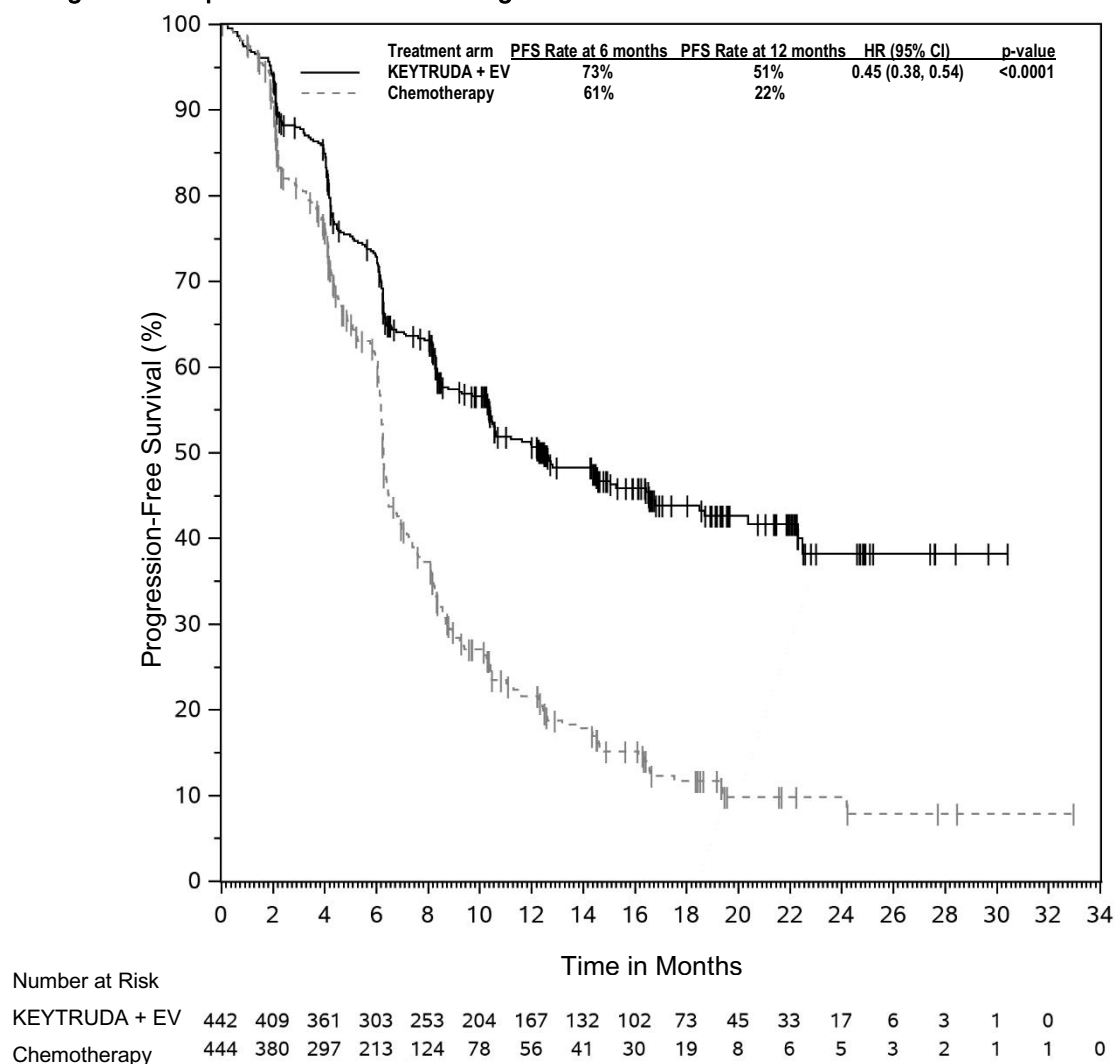 Treatment arm PFS Rate at 6 months PFS Rate at 12 months HR (95% CI) p-value
KEYTRUDA + EV 73% 51% 0.45 (0.38, 0.54) <0.0001
Chemotherapy 61% 22%
Progression-Free Survival (%)
100
90
80
70
60
50
40
30
20
10
0
0 2 4 6 8 10 12 14 16 18 20 22 24 26 28 30 32 34
Time in Months
Number at Risk
KEYTRUDA + EV 442 409 361 303 253 204 167 132 102 73 45 33 17 6 3 1 0
Chemotherapy 444 380 297 213 124 78 56 41 30 19 8 6 5 3 2 1 1 0